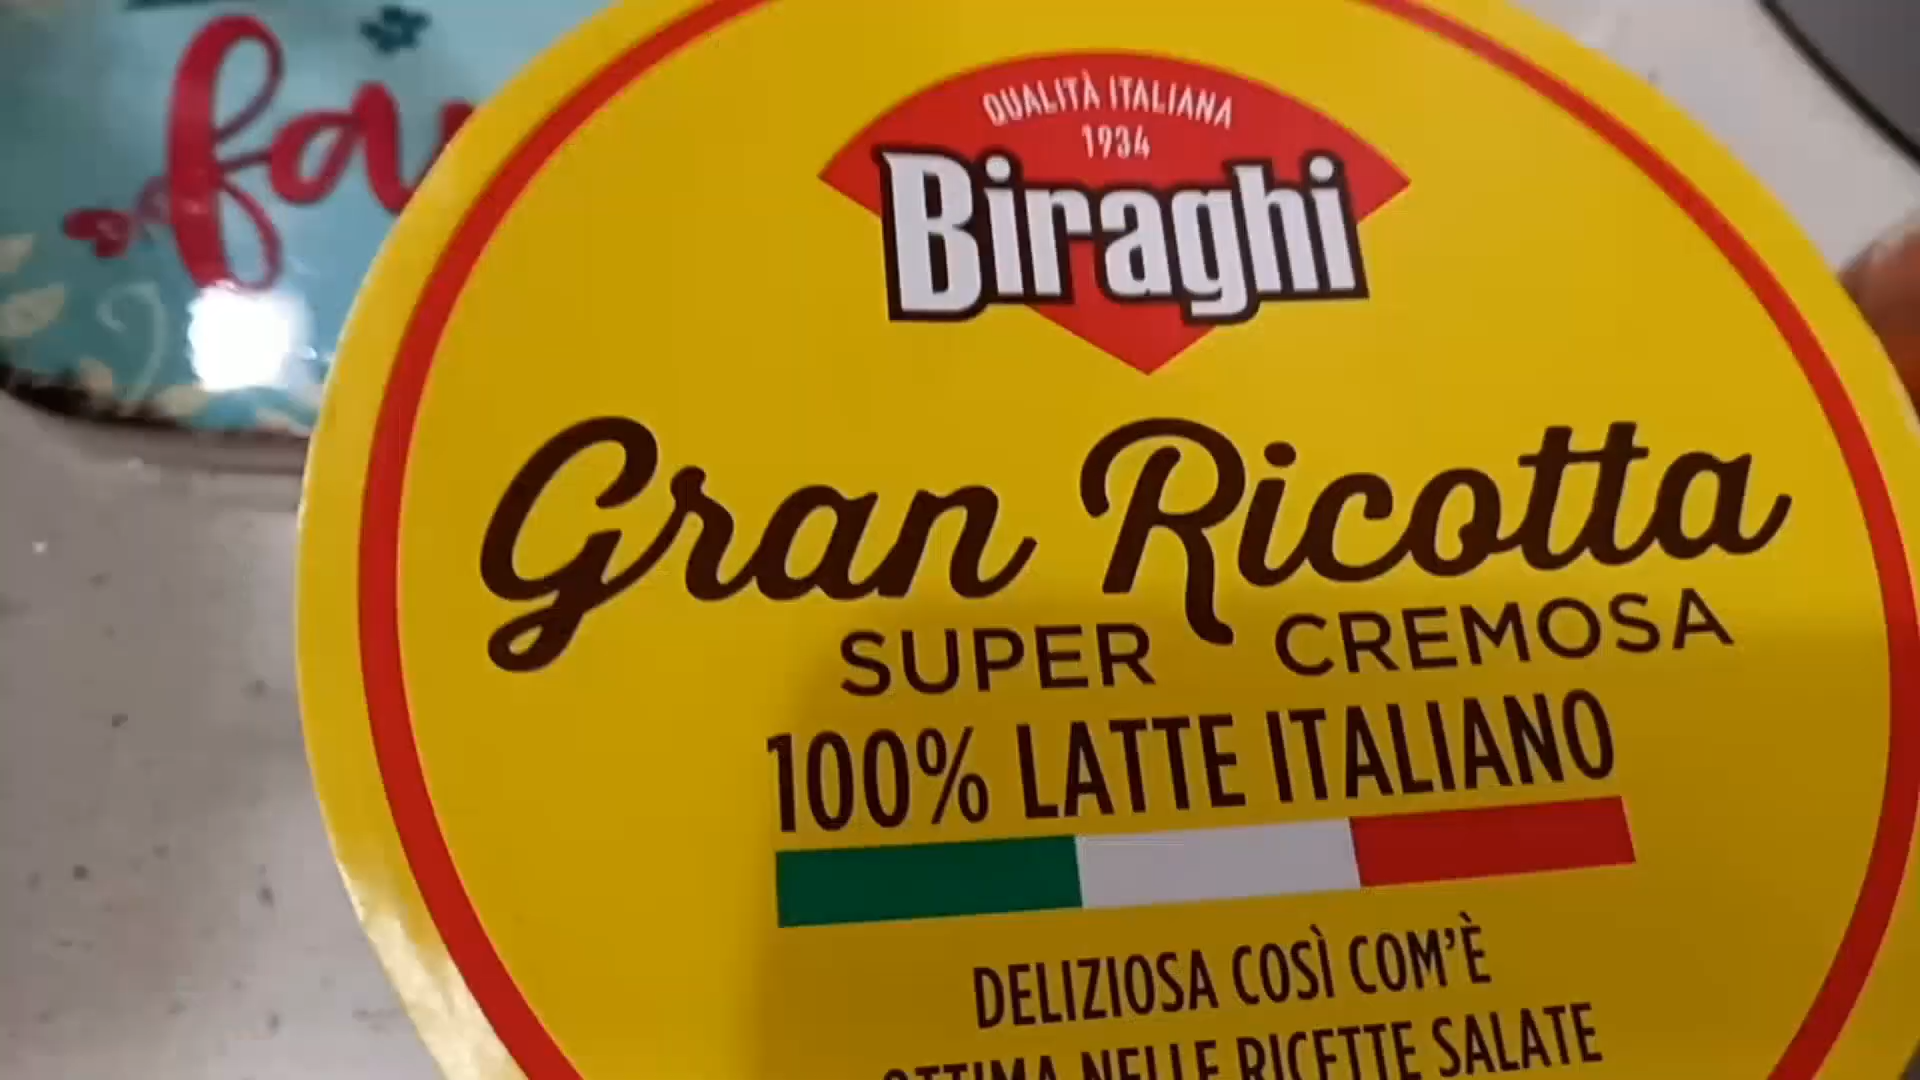 QUALITÀ ITALIANA
1934
Biraghi
Gran Ricotta
SUPER CREMOSA
100% LATTE ITALIANO
DELIZIOSA COSÌ COM'È
OTTIMA NELLE RICETTE SALATE